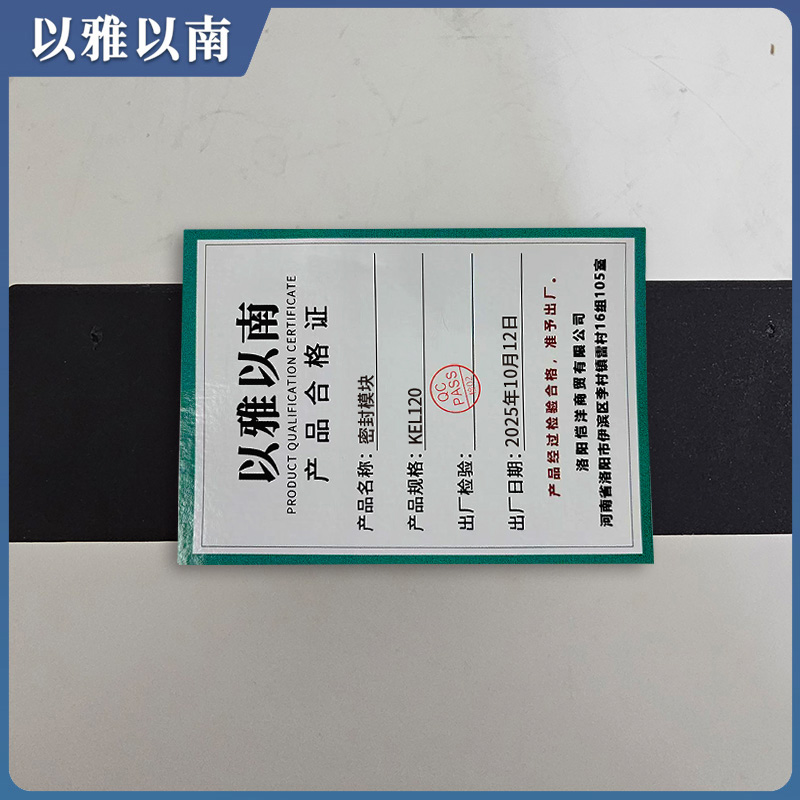 以雅以南
以雅以南
PRODUCT QUALIFICATION CERTIFICATE
产品合格证
产品名称：密封模块
产品规格：KEL120
出厂检验：
QC
PASS
出厂日期：2025年10月12日
产品经过检验合格，准予出厂。
洛阳恺洋商贸有限公司
河南省洛阳市伊滨区李村镇雷村16组105室